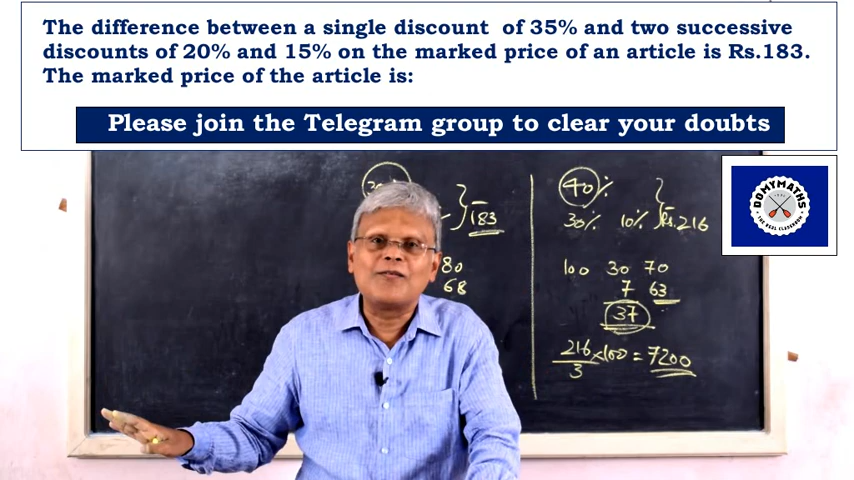 The difference between a single discount of 35% and two successive
discounts of 20% and 15% on the marked price of an article is Rs.183.
The marked price of the article is:
Please join the Telegram group to clear your doubts
DOMYMATHS
THE REAL CLASSROOM
183
80
68
40%
30% 10% Rs.216
100 30 70
7 63
37
216/3 × 100 = 7200